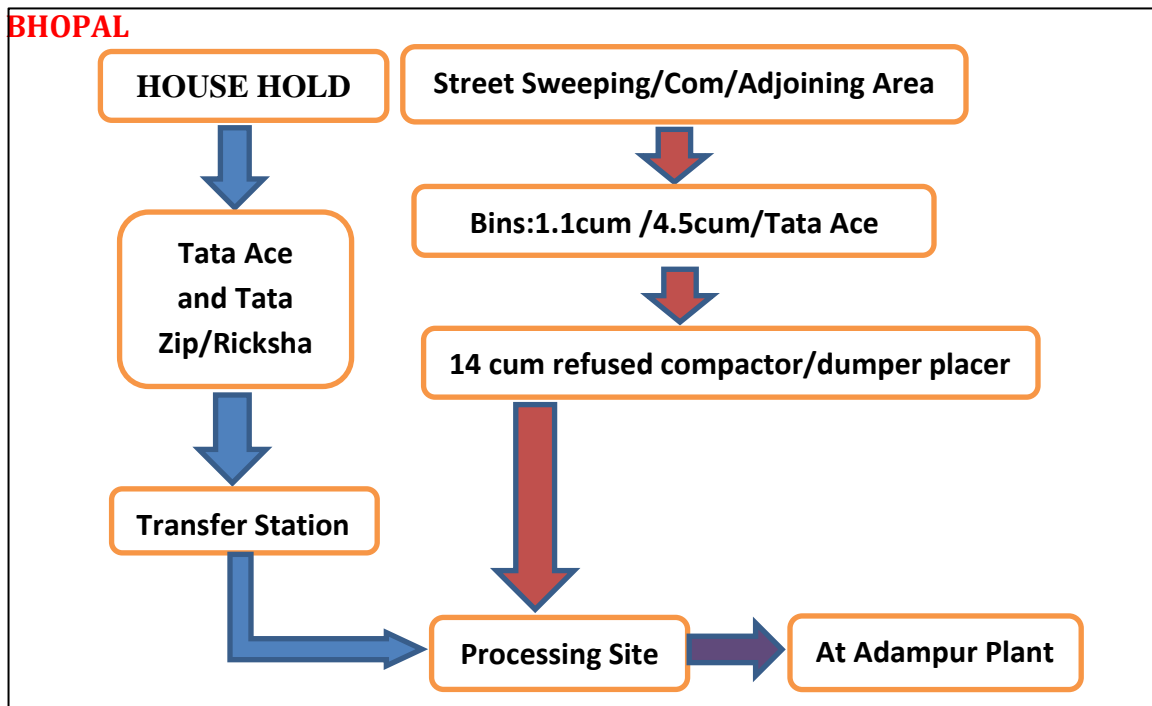 BHOPAL
HOUSE HOLD
Street Sweeping/Com/Adjoining Area
Tata Ace
and Tata
Zip/Ricksha
Bins:1.1cum /4.5cum/Tata Ace
14 cum refused compactor/dumper placer
Transfer Station
Processing Site
At Adampur Plant